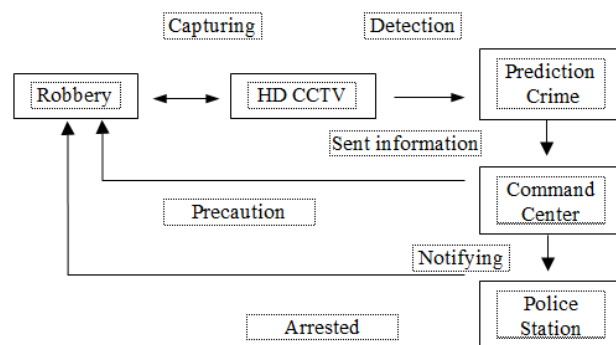 Capturing
Detection
Robbery
HD CCTV
Prediction
Crime
Sent information
Command
Center
Precaution
Notifying
Police
Station
Arrested